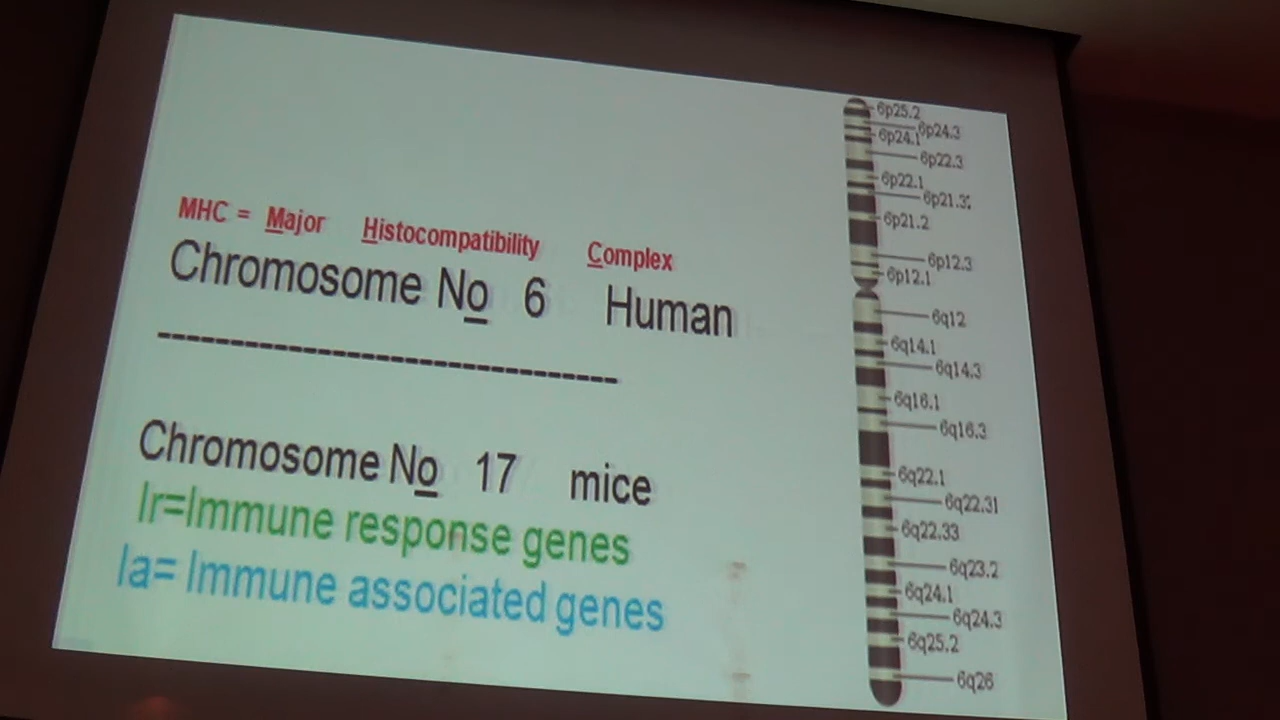 MHC = Major Histocompatibility Complex
Chromosome No 6 Human
---------------------------------
Chromosome No 17 mice
Ir=Immune response genes
Ia= Immune associated genes
6p25.2
6p24.3
6p24.1
6p22.3
6p22.1
6p21.2
6p12.3
6p12.1
6q12
6q14.1
6q14.3
6q16.1
6q16.3
6q22.1
6q22.31
6q22.33
6q23.2
6q24.1
6q24.3
6q25.2
6q26